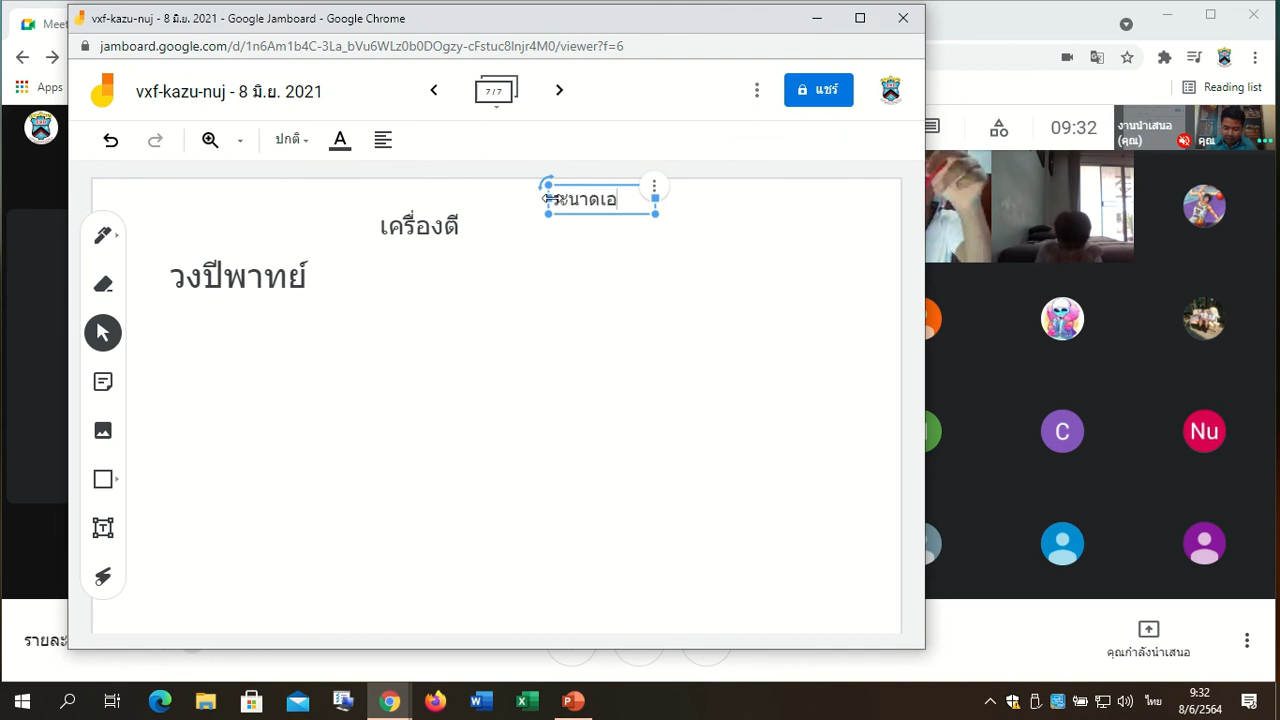 Meet
vxf-kazu-nuj - 8 มิ.ย. 2021 - Google Jamboard - Google Chrome
jamboard.google.com/d/1n6Am1b4C-3La_bVu6WLz0b0DOgzy-cFstuc8lnjr4M0/viewer?f=6
Apps
Reading list
vxf-kazu-nuj - 8 มิ.ย. 2021
7/7
แชร์
09:32
งานนำเสนอ
(คุณ)
คุณ
ปกติ
A
ระนาดเอ
เครื่องตี
วงปีพาทย์
C
Nu
รายละ
คุณกำลังนำเสนอ
ไทย
9:32
8/6/2564